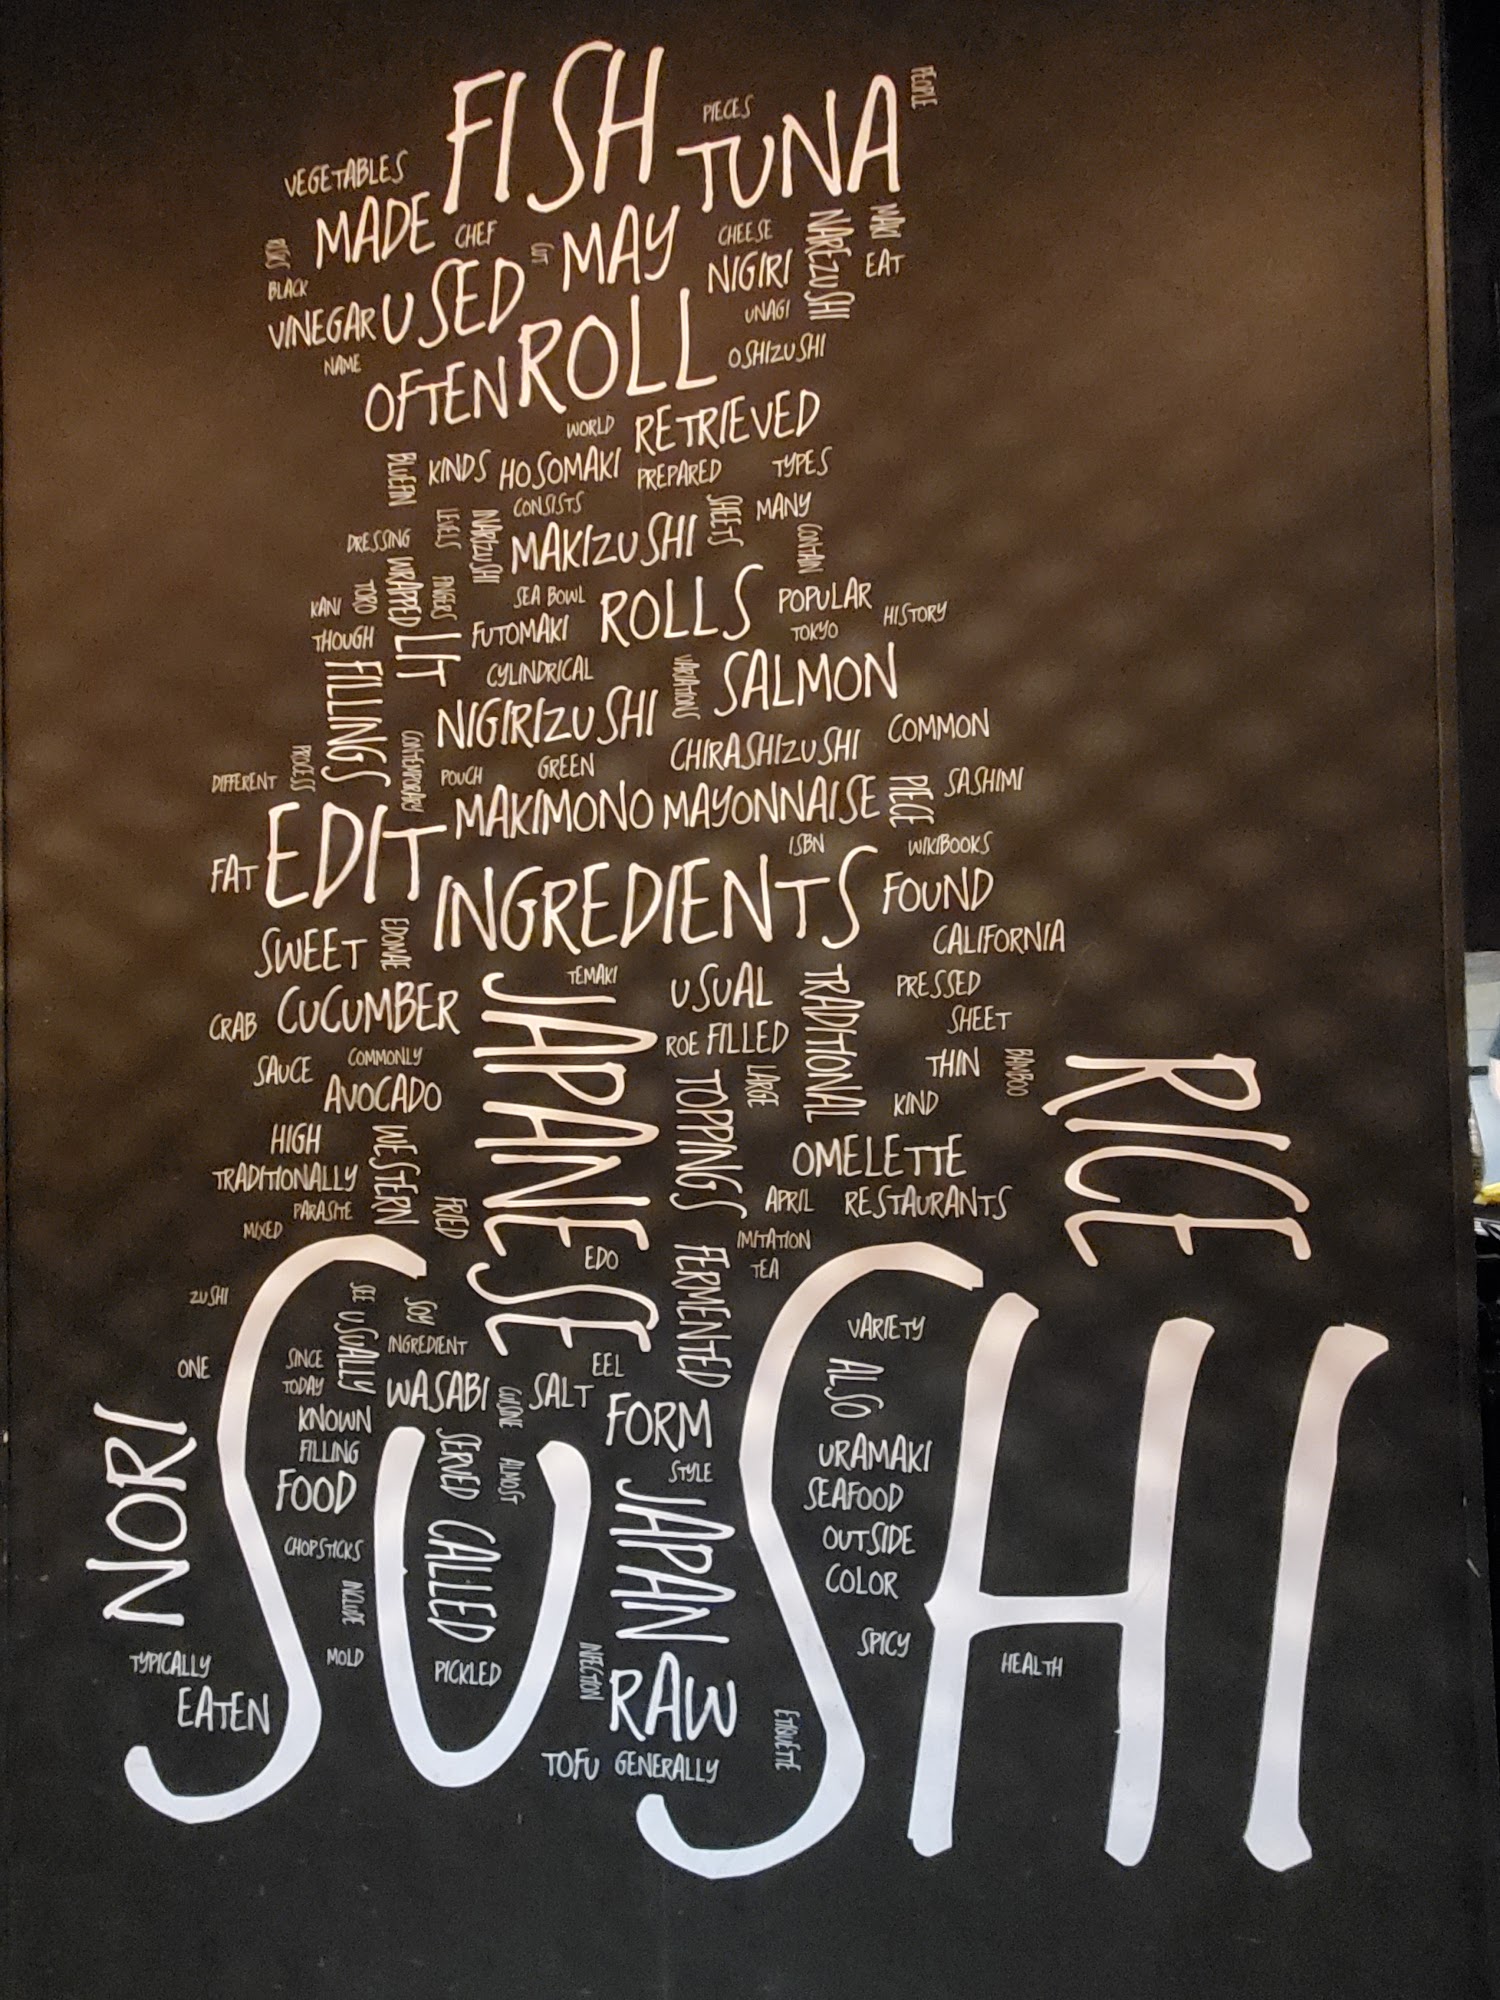 PEOPLE
PIECES
FISH
TUNA
VEGETABLES
MADE
CHEF
CUT
MAY
CHEESE
NAREZUSHI
MAKI
BLACK
USED
NIGIRI
EAT
VINEGAR
UNAGI
NAME
OFTEN
ROLL
OSHIZUSHI
WORLD
RETRIEVED
BLUEFIN
KINDS
HOSOMAKI
PREPARED
TYPES
CONSISTS
LEVELS
INARIZUSHI
SHEETS
MANY
DRESSING
MAKIZUSHI
CONTAIN
WRAPPED
KANI
TORO
FINGERS
SEA BOWL
ROLLS
POPULAR
HISTORY
THOUGH
LIT
FUTOMAKI
TOKYO
CYLINDRICAL
VARIATIONS
SALMON
FILLINGS
NIGIRIZUSHI
COMMON
CHIRASHIZUSHI
DIFFERENT
PROCESS
CONTEMPORARY
POUCH
GREEN
SASHIMI
EDIT
MAKIMONO
MAYONNAISE
PIECE
ISBN
WIKIBOOKS
FAT
INGREDIENTS
FOUND
SWEET
EDOMAE
CALIFORNIA
TEMAKI
USUAL
TRADITIONAL
PRESSED
CRAB
CUCUMBER
JAPANESE
ROE
FILLED
SHEET
SAUCE
COMMONLY
THIN
BAMBOO
RICE
AVOCADO
TOPPINGS
LARGE
KIND
HIGH
WESTERN
OMELETTE
TRADITIONALLY
APRIL
RESTAURANTS
PARASITE
FRIED
MIXED
IMITATION
EDO
FERMENTED
TEA
ZUSHI
SUSHI
SEE
USUALLY
SOY
VARIETY
INGREDIENT
ONE
SINCE
EEL
ALSO
TODAY
WASABI
CUISINE
SALT
NORI
KNOWN
FORM
FILLING
SERVED
ALMOST
URAMAKI
FOOD
STYLE
SEAFOOD
CHOPSTICKS
CALLED
JAPAN
OUTSIDE
INCLUDE
COLOR
TYPICALLY
MOLD
PICKLED
INFECTION
SPICY
HEALTH
EATEN
RAW
ETIQUETTE
TOFU
GENERALLY